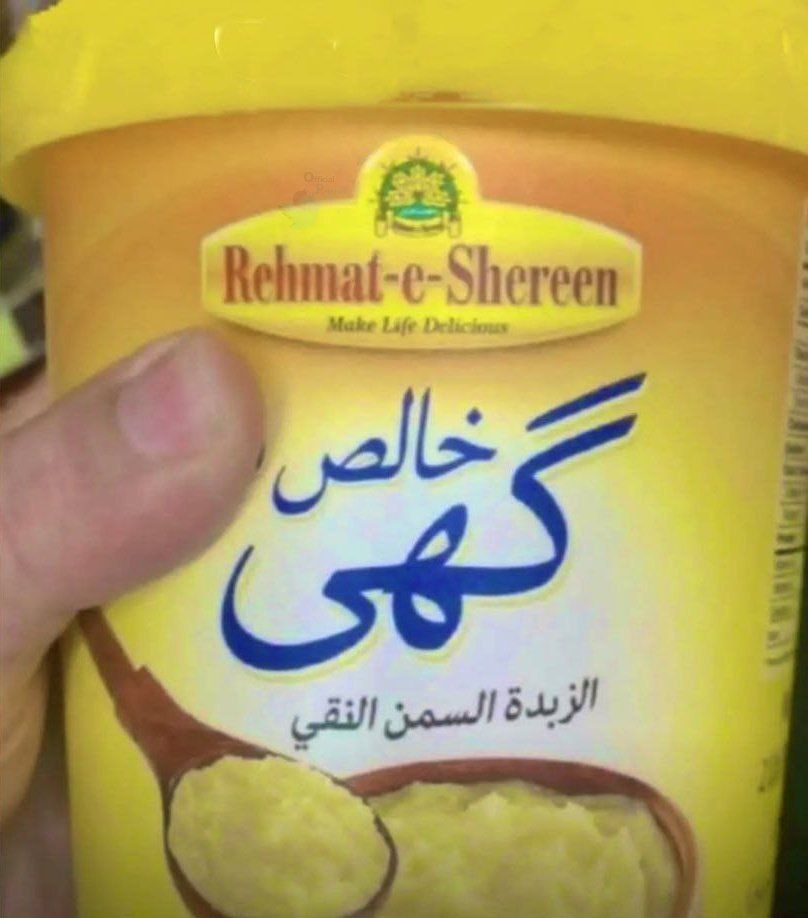 Rehmat-e-Shereen
Make Life Delicious
خالص
گھی
الزبدة السمن النقي